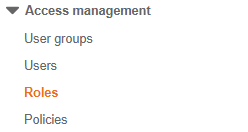 Access management
User groups
Users
Roles
Policies